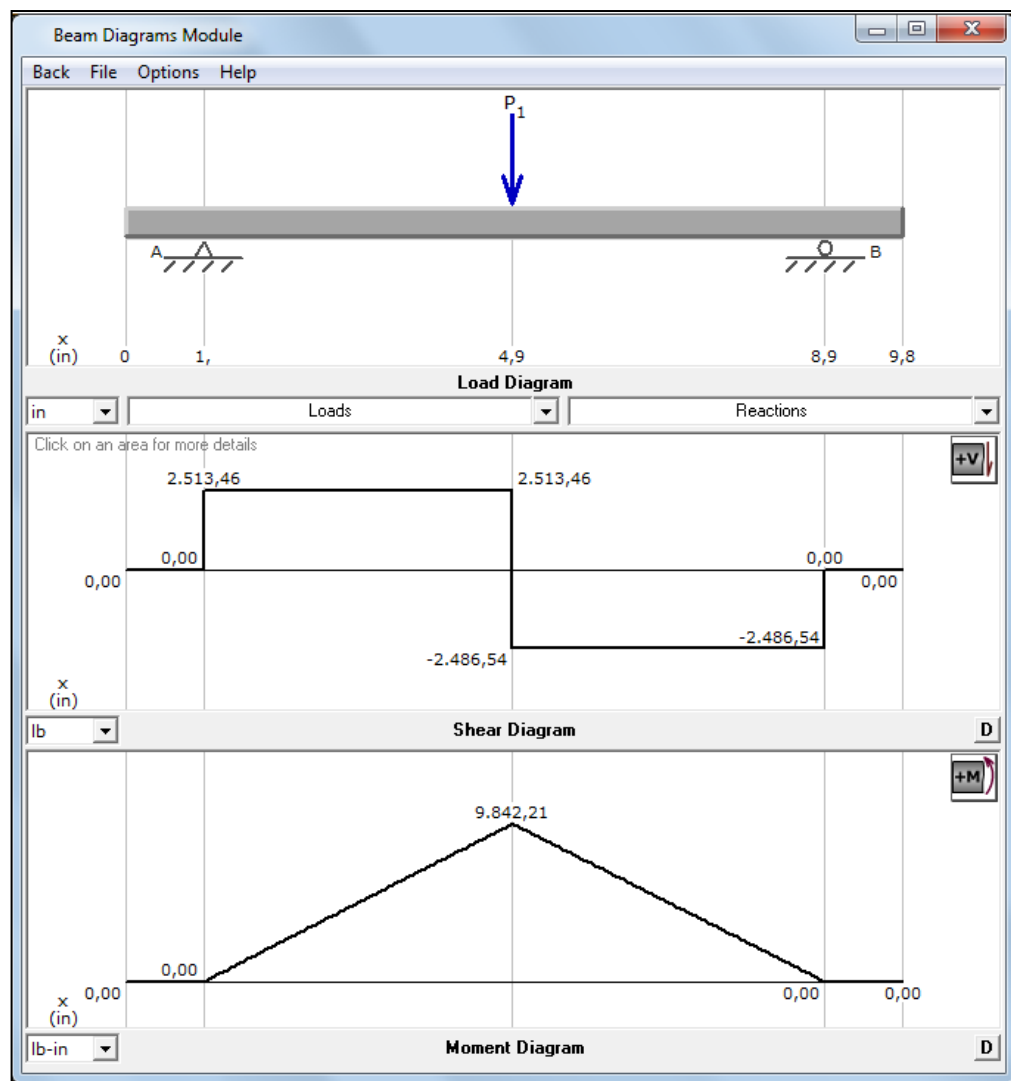 Beam Diagrams Module
Back File Options Help
P1
A
B
x
(in) 0 1, 4,9 8,9 9,8
Load Diagram
in Loads Reactions
Click on an area for more details
+V
2.513,46 2.513,46
0,00 0,00
0,00 0,00
-2.486,54
-2.486,54
x
(in)
lb Shear Diagram D
+M
9.842,21
0,00
0,00 0,00 0,00
x
(in)
lb-in Moment Diagram D